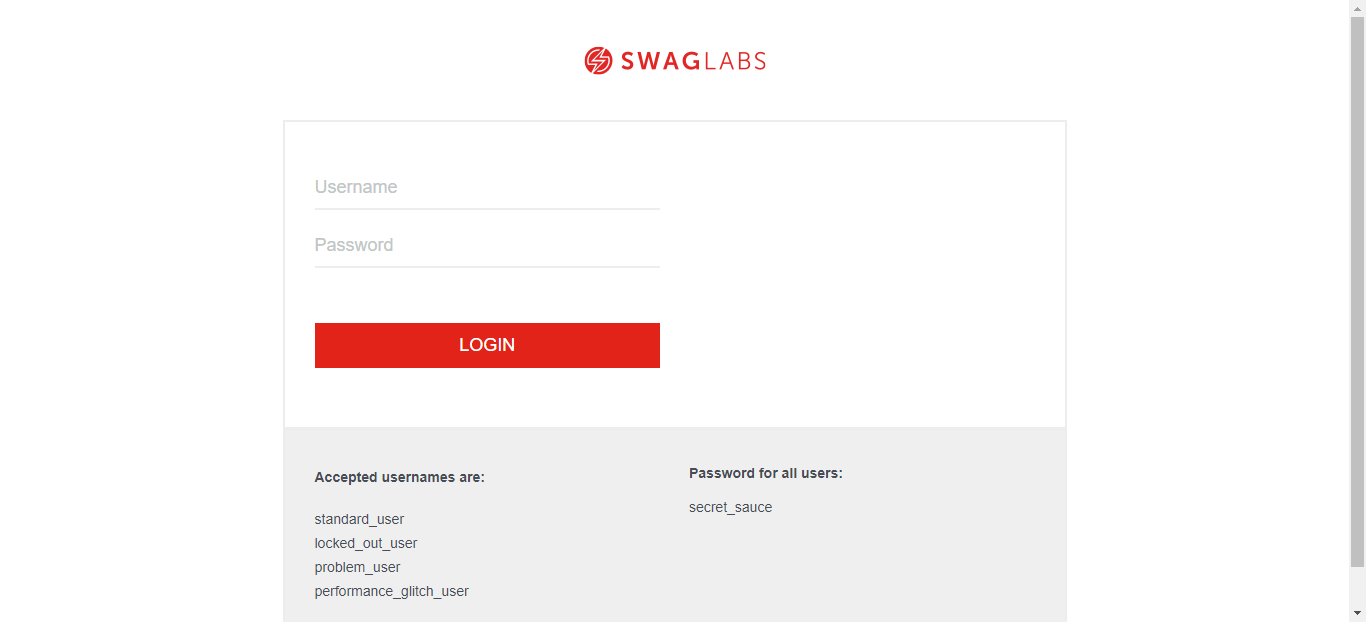 SWAGLABS
Username
Password
LOGIN
Accepted usernames are:
standard_user
locked_out_user
problem_user
performance_glitch_user
Password for all users:
secret_sauce